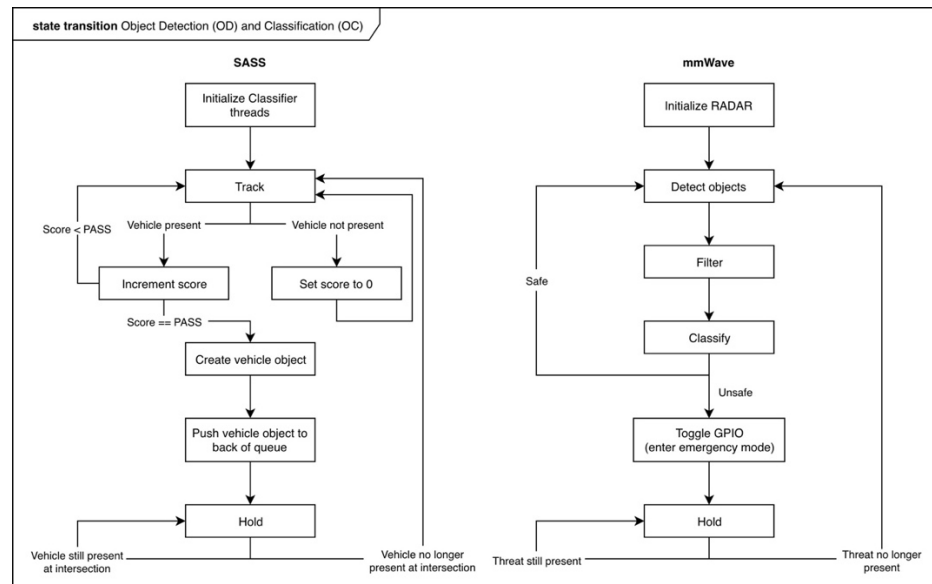 state transition Object Detection (OD) and Classification (OC)
SASS
Initialize Classifier
threads
Track
Score < PASS
Vehicle present
Vehicle not present
Increment score
Set score to 0
Score == PASS
Create vehicle object
Push vehicle object to
back of queue
Hold
Vehicle still present
at intersection
Vehicle no longer
present at intersection
mmWave
Initialize RADAR
Detect objects
Filter
Safe
Classify
Unsafe
Toggle GPIO
(enter emergency mode)
Hold
Threat still present
Threat no longer
present